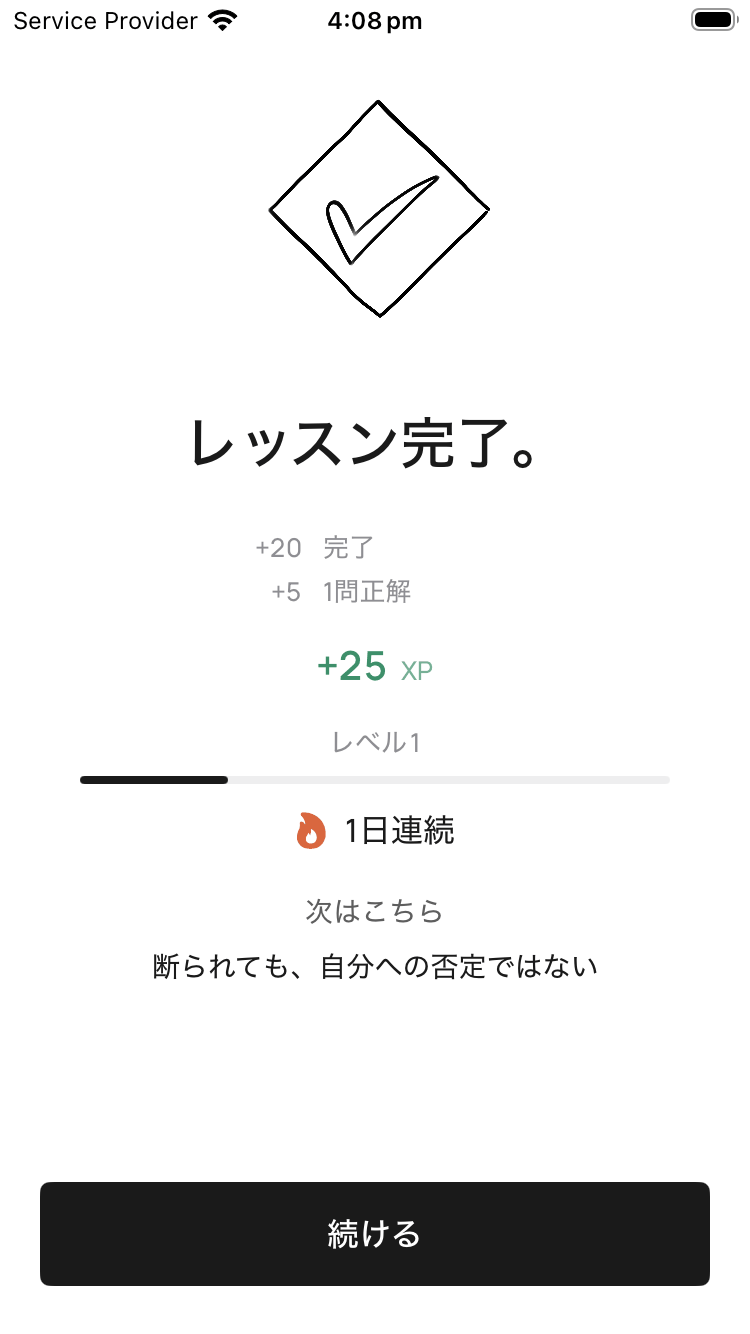 Service Provider 4:08 pm
レッスン完了。
+20 完了
+5 1問正解
+25 XP
レベル1
1日連続
次はこちら
断られても、自分への否定ではない
続ける